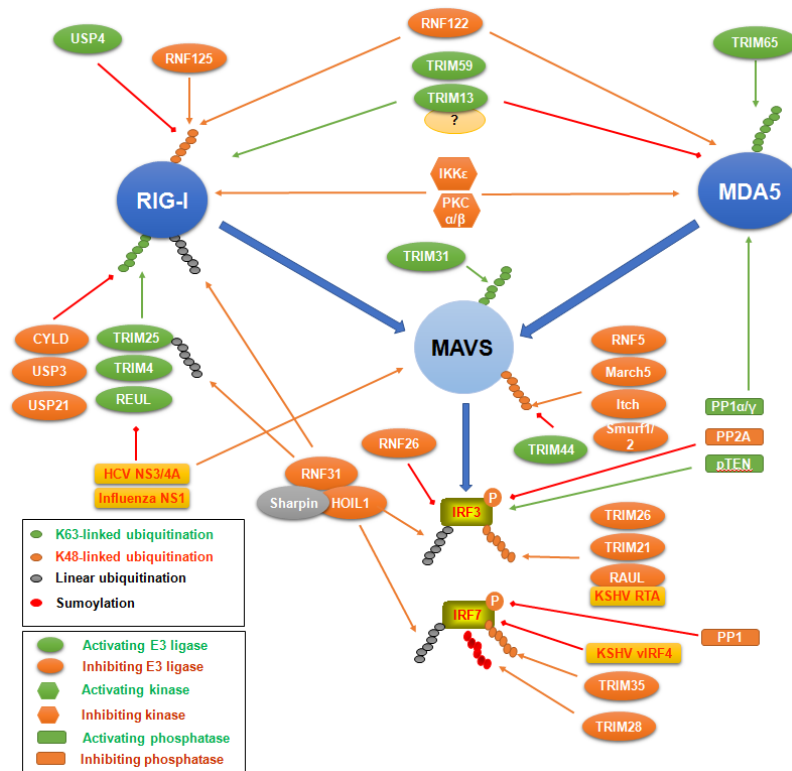 USP4
RNF125
RNF122
TRIM59
TRIM13
?
TRIM65
RIG-I
IKKε
PKC
α/β
MDA5
TRIM31
MAVS
CYLD
USP3
USP21
TRIM25
TRIM4
REUL
RNF5
March5
Itch
Smurf1/
2
TRIM44
PP1α/γ
PP2A
pTEN
HCV NS3/4A
Influenza NS1
RNF26
RNF31
Sharpin
HOIL1
IRF3
P
TRIM26
TRIM21
RAUL
KSHV RTA
IRF7
P
PP1
KSHV vIRF4
TRIM35
TRIM28
K63-linked ubiquitination
K48-linked ubiquitination
Linear ubiquitination
Sumoylation
Activating E3 ligase
Inhibiting E3 ligase
Activating kinase
Inhibiting kinase
Activating phosphatase
Inhibiting phosphatase